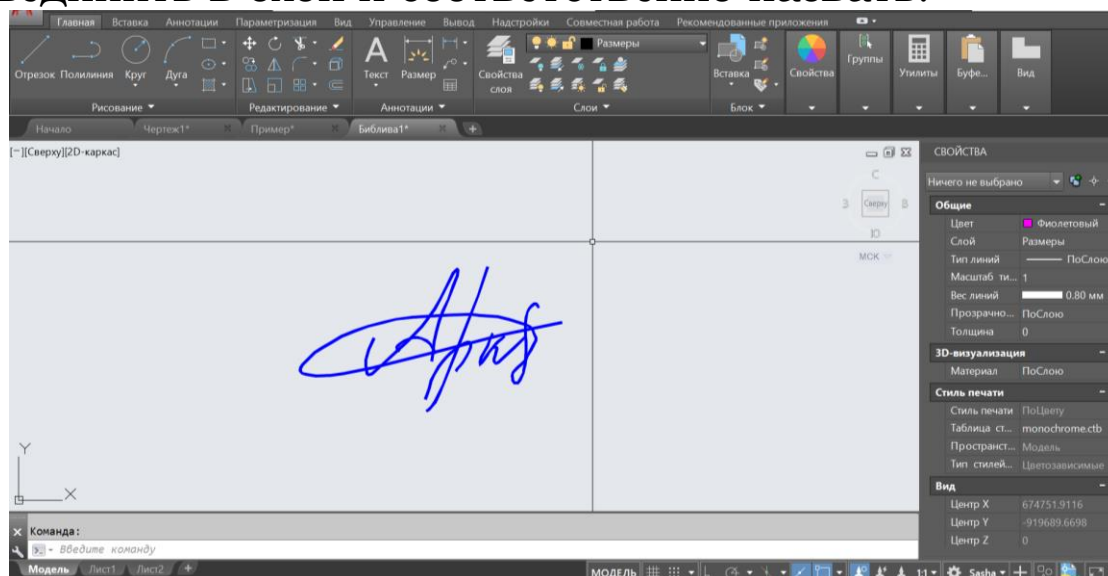 Главная Вставка Аннотации Параметризация Вид Управление Вывод Надстройки Совместная работа Рекомендованные приложения
Размеры
Отрезок Полилиния Круг Дуга Текст Размер Свойства слоя Вставка Свойства Группы Утилиты Буфе... Вид
Рисование Редактирование Аннотации Слои Блок
Начало Чертеж1* Пример* Библива1* +
[−][Сверху][2D-каркас]
С
З Сверху В
Ю
МСК
СВОЙСТВА
Ничего не выбрано
Общие
Цвет Фиолетовый
Слой Размеры
Тип линий ПоСлою
Масштаб ти... 1
Вес линий 0.80 мм
Прозрачно... ПоСлою
Толщина 0
3D-визуализация
Материал ПоСлою
Стиль печати
Стиль печати ПоЦвету
Таблица ст... monochrome.ctb
Пространст... Модель
Тип стилей... Цветозависимые
Вид
Центр X 674751.9116
Центр Y -919689.6698
Центр Z 0
Y
X
Команда:
Введите команду
Модель Лист1 Лист2 +
МОДЕЛЬ 1:1 Sasha